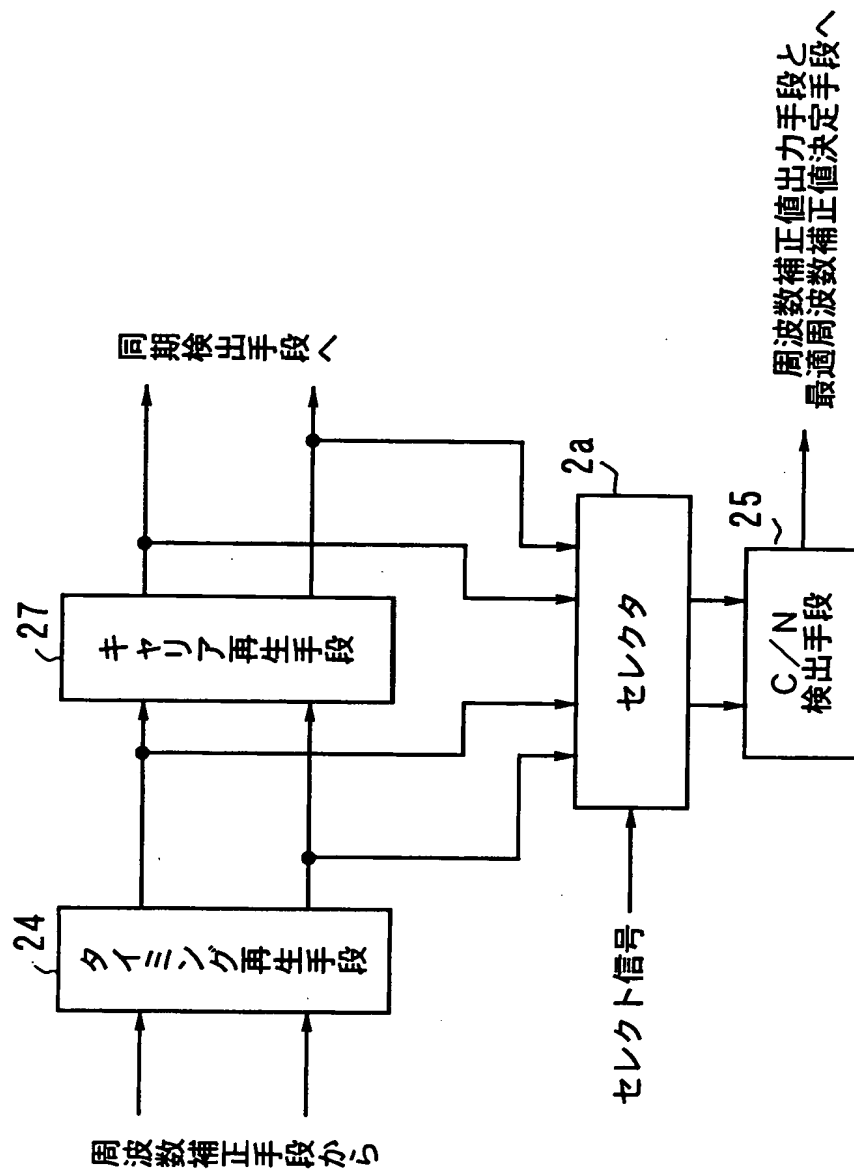 周波数補正手段から
24
タイミング再生手段
27
キャリア再生手段
同期検出手段へ
セレクト信号
2a
セレクタ
25
C/N
検出手段
周波数補正値出力手段と
最適周波数補正値決定手段へ